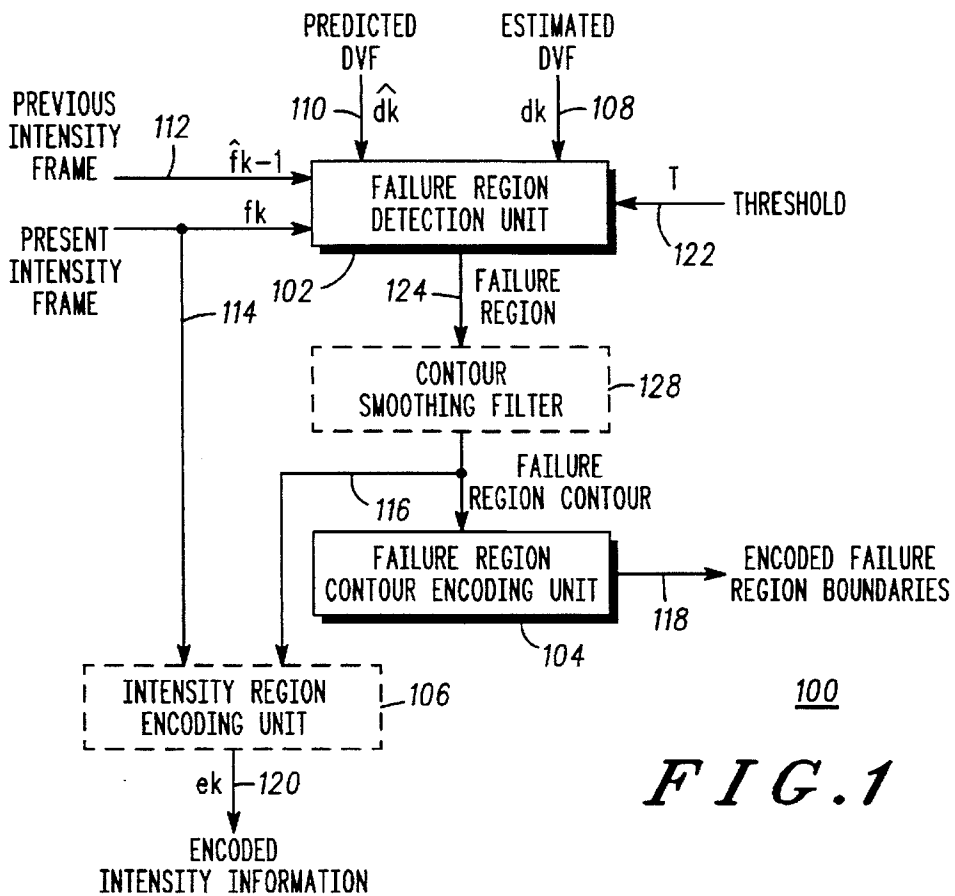 PREDICTED
DVF
ESTIMATED
DVF
110
d̂k
dk
108
PREVIOUS
INTENSITY
FRAME
112
f̂k-1
FAILURE REGION
DETECTION UNIT
T
THRESHOLD
122
fk
PRESENT
INTENSITY
FRAME
102
124
FAILURE
REGION
114
CONTOUR
SMOOTHING FILTER
128
FAILURE
REGION CONTOUR
116
FAILURE REGION
CONTOUR ENCODING UNIT
ENCODED FAILURE
REGION BOUNDARIES
118
104
INTENSITY REGION
ENCODING UNIT
106
100
ek
120
FIG.1
ENCODED
INTENSITY INFORMATION